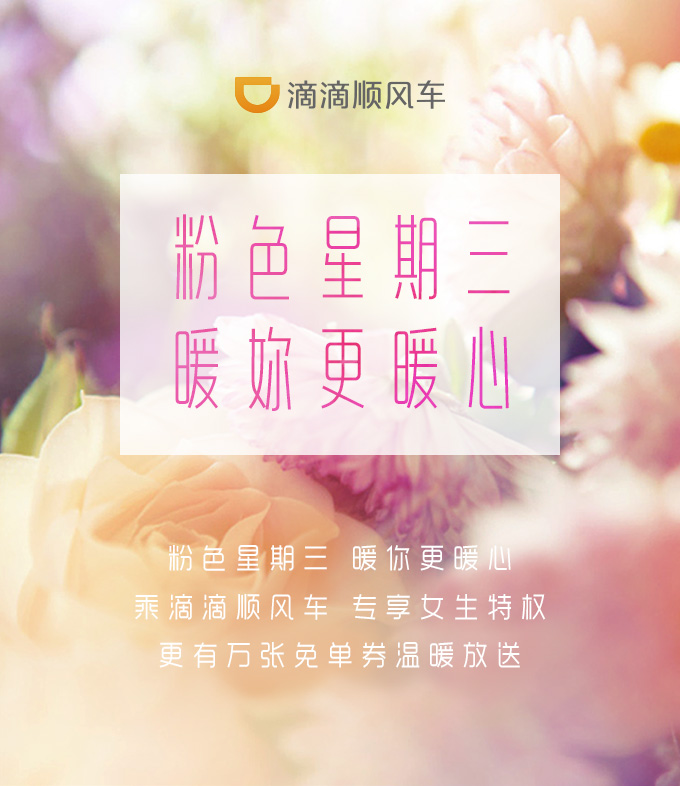 滴滴顺风车
粉色星期三
暖妳更暖心
粉色星期三 暖你更暖心
乘滴滴顺风车 专享女生特权
更有万张免单券温暖放送